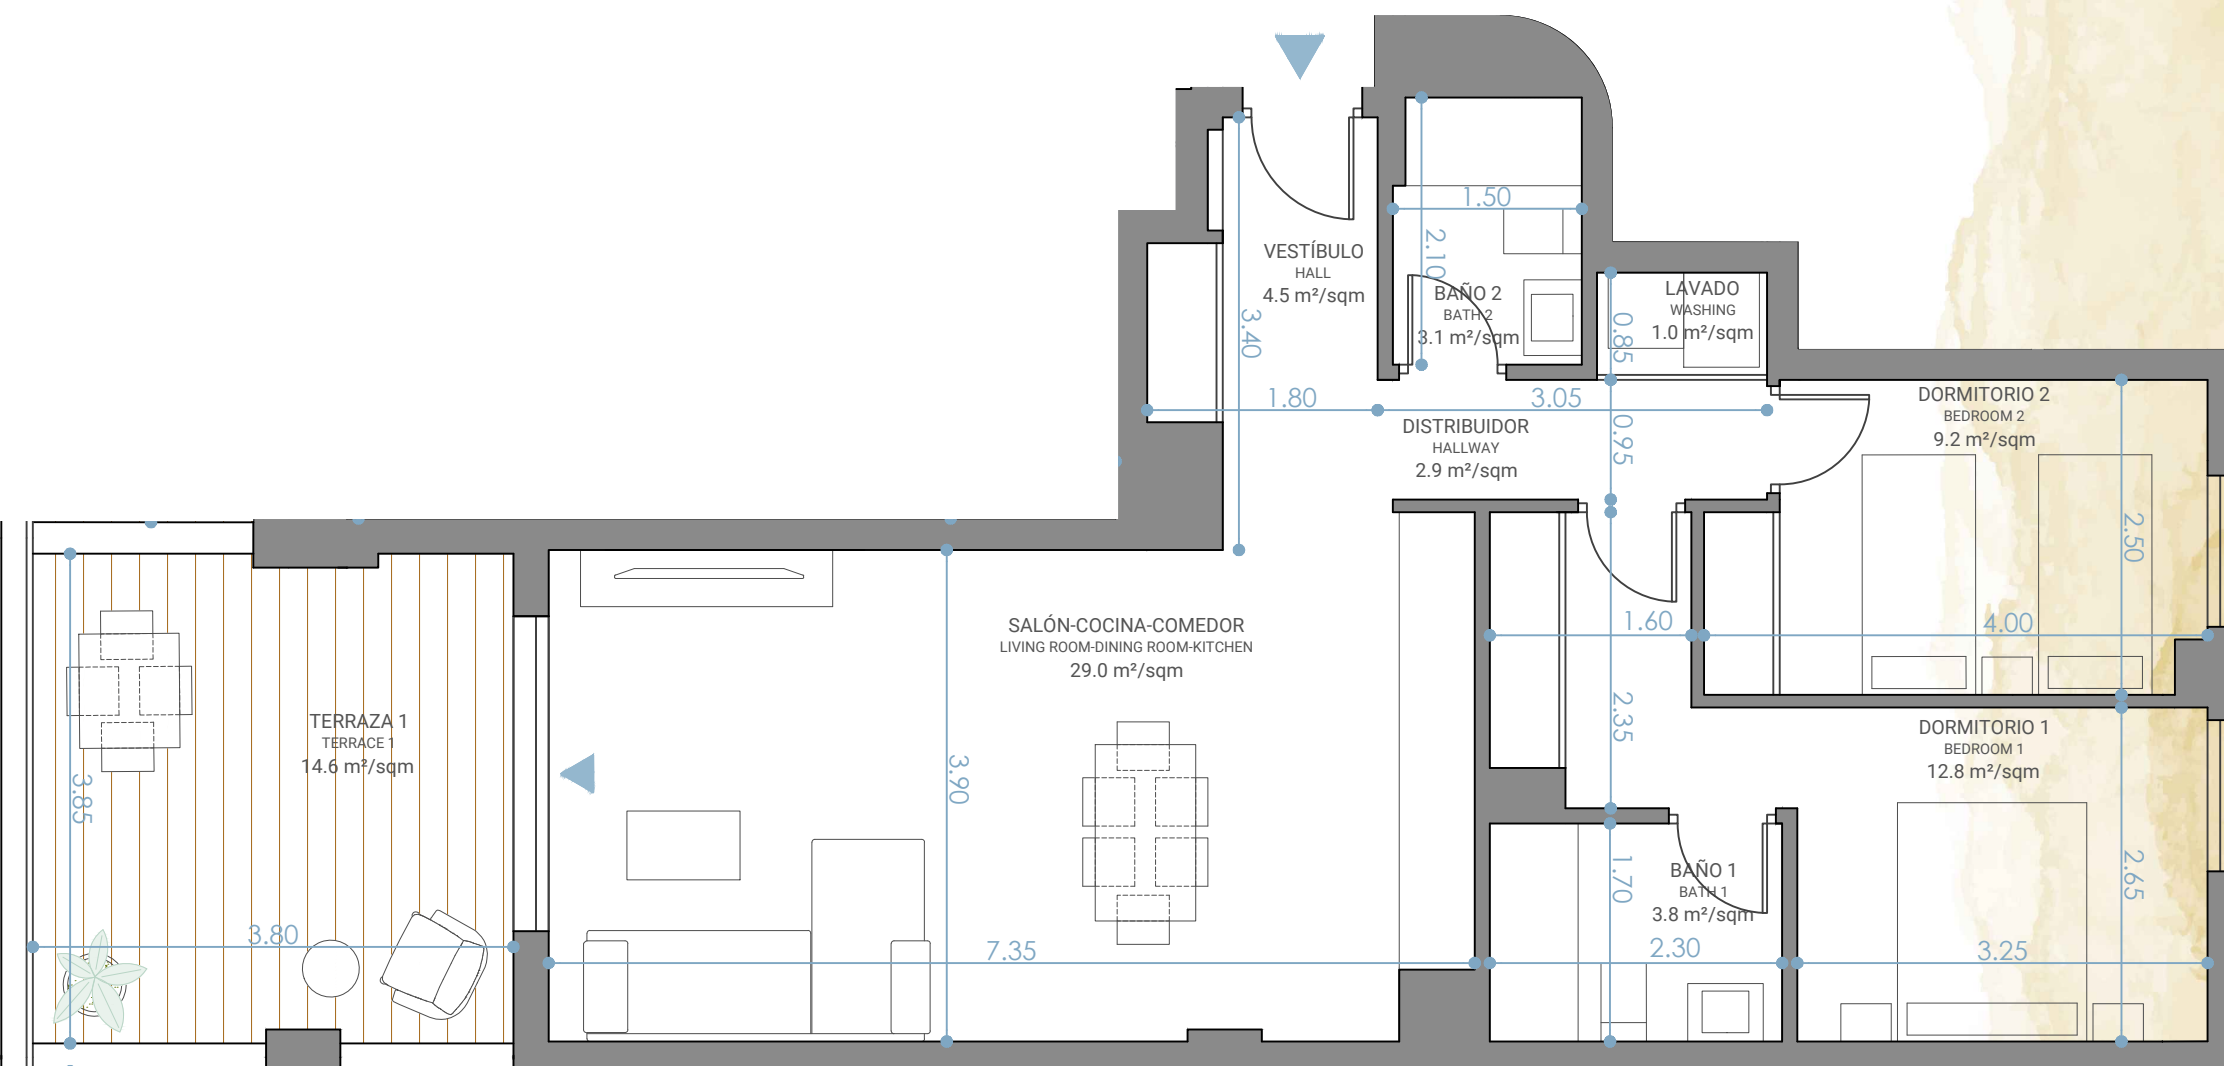 1.50
2.10
VESTÍBULO
HALL
4.5 m²/sqm
3.40
BAÑO 2
BATH 2
3.1 m²/sqm
LAVADO
WASHING
1.0 m²/sqm
0.85
1.80
3.05
DISTRIBUIDOR
HALLWAY
2.9 m²/sqm
0.95
DORMITORIO 2
BEDROOM 2
9.2 m²/sqm
2.50
1.60
4.00
SALÓN-COCINA-COMEDOR
LIVING ROOM-DINING ROOM-KITCHEN
29.0 m²/sqm
TERRAZA 1
TERRACE 1
14.6 m²/sqm
3.85
3.90
2.35
DORMITORIO 1
BEDROOM 1
12.8 m²/sqm
BAÑO 1
BATH 1
3.8 m²/sqm
1.70
2.65
3.80
7.35
2.30
3.25